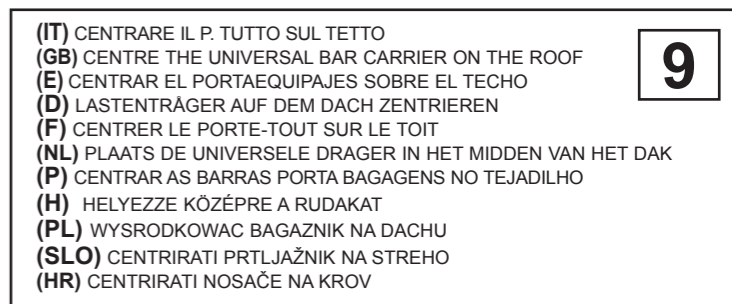 (IT) CENTRARE IL P. TUTTO SUL TETTO
(GB) CENTRE THE UNIVERSAL BAR CARRIER ON THE ROOF
(E) CENTRAR EL PORTAEQUIPAJES SOBRE EL TECHO
(D) LASTENTRÅGER AUF DEM DACH ZENTRIEREN
(F) CENTRER LE PORTE-TOUT SUR LE TOIT
(NL) PLAATS DE UNIVERSELE DRAGER IN HET MIDDEN VAN HET DAK
(P) CENTRAR AS BARRAS PORTA BAGAGENS NO TEJADILHO
(H) HELYEZZE KÖZÉPRE A RUDAKAT
(PL) WYSRODKOWAC BAGAZNIK NA DACHU
(SLO) CENTRIRATI PRTLJAŽNIK NA STREHO
(HR) CENTRIRATI NOSAČE NA KROV
9